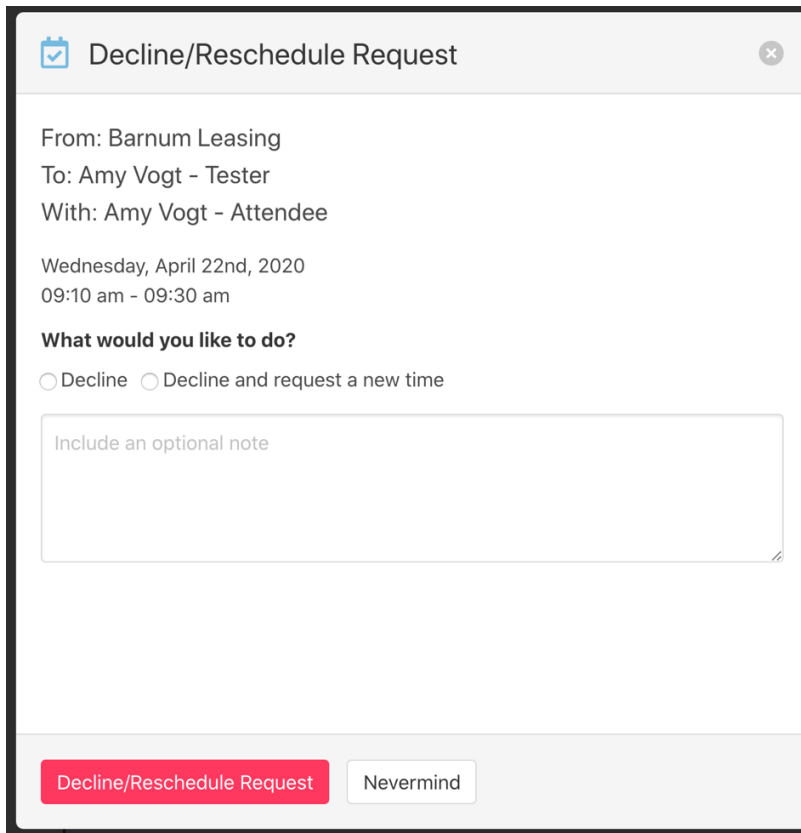 Decline/Reschedule Request
From: Barnum Leasing
To: Amy Vogt - Tester
With: Amy Vogt - Attendee
Wednesday, April 22nd, 2020
09:10 am - 09:30 am
What would you like to do?
Decline Decline and request a new time
Include an optional note
Decline/Reschedule Request Nevermind